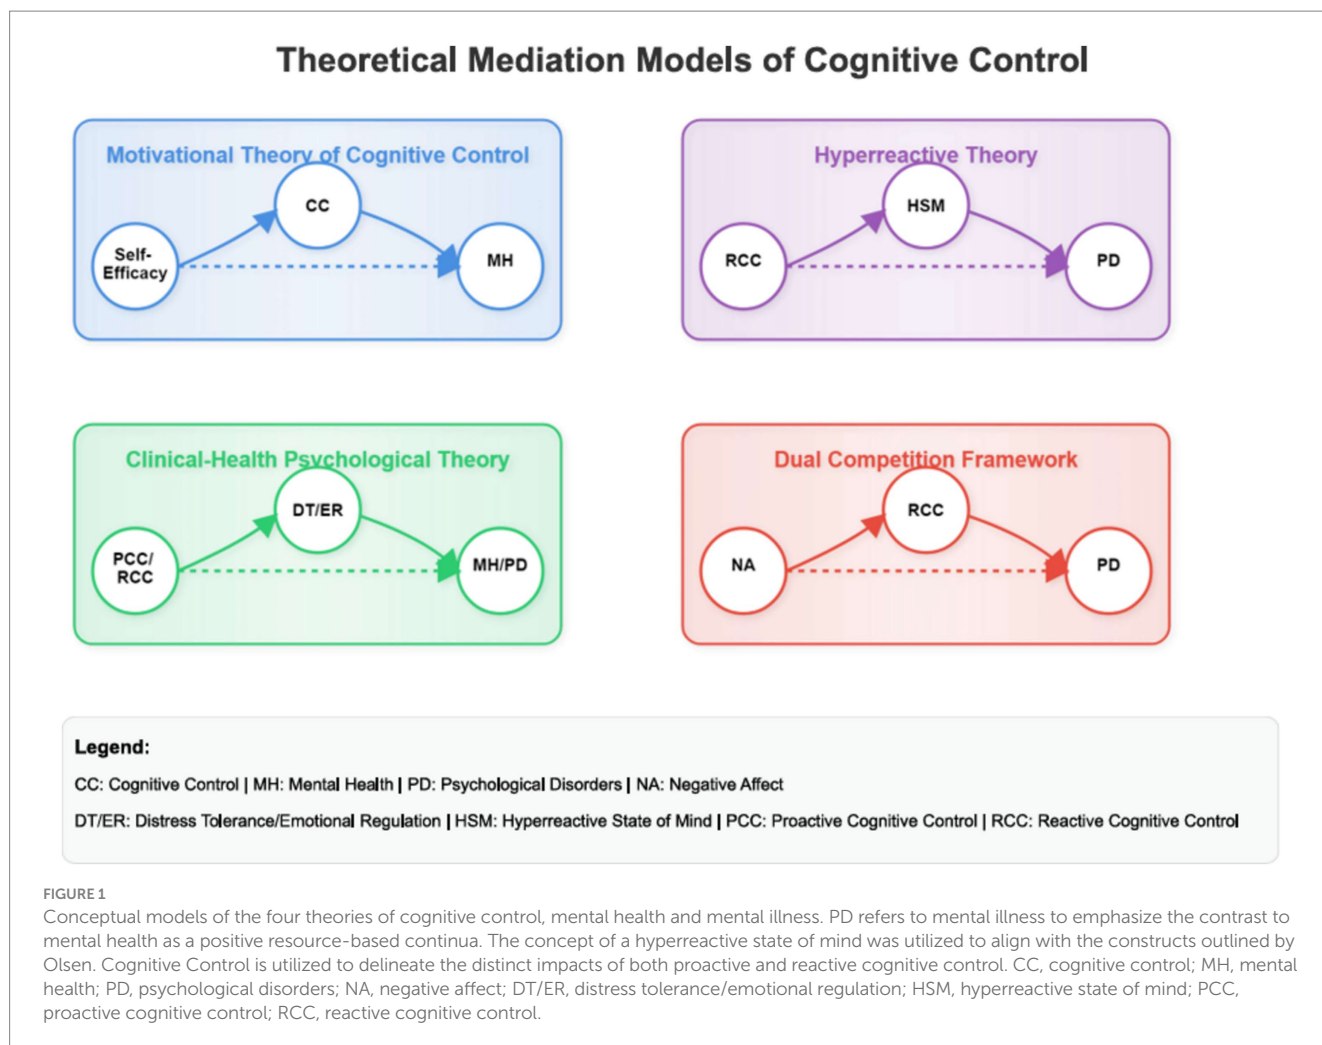 Theoretical Mediation Models of Cognitive Control
Motivational Theory of Cognitive Control
CC
Self-
Efficacy
MH
Hyperreactive Theory
HSM
RCC
PD
Clinical-Health Psychological Theory
DT/ER
PCC/
RCC
MH/PD
Dual Competition Framework
RCC
NA
PD
Legend:
CC: Cognitive Control | MH: Mental Health | PD: Psychological Disorders | NA: Negative Affect
DT/ER: Distress Tolerance/Emotional Regulation | HSM: Hyperreactive State of Mind | PCC: Proactive Cognitive Control | RCC: Reactive Cognitive Control
FIGURE 1
Conceptual models of the four theories of cognitive control, mental health and mental illness. PD refers to mental illness to emphasize the contrast to
mental health as a positive resource-based continua. The concept of a hyperreactive state of mind was utilized to align with the constructs outlined by
Olsen. Cognitive Control is utilized to delineate the distinct impacts of both proactive and reactive cognitive control. CC, cognitive control; MH, mental
health; PD, psychological disorders; NA, negative affect; DT/ER, distress tolerance/emotional regulation; HSM, hyperreactive state of mind; PCC,
proactive cognitive control; RCC, reactive cognitive control.